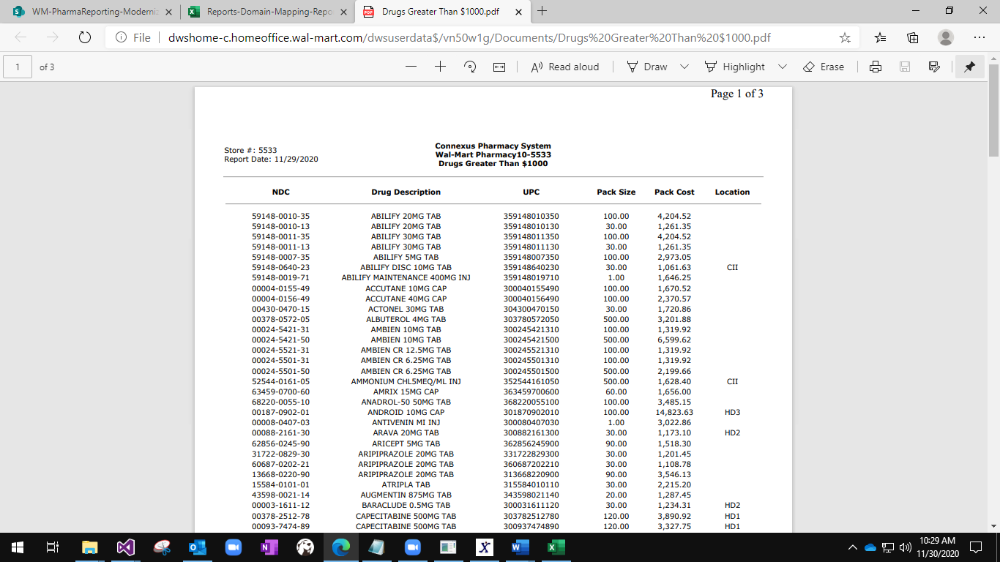 WM-PharmaReporting-Moderni
Reports-Domain-Mapping-Repo
Drugs Greater Than $1000.pdf
File dwshome-c.homeoffice.wal-mart.com/dwsuserdata$/vn50w1g/Documents/Drugs%20Greater%20Than%20$1000.pdf
1 of 3 Read aloud Draw Highlight Erase
Page 1 of 3
Connexus Pharmacy System
Store #: 5533
Wal-Mart Pharmacy10-5533
Report Date: 11/29/2020
Drugs Greater Than $1000
NDC Drug Description UPC Pack Size Pack Cost Location
59148-0010-35 ABILIFY 20MG TAB 359148010350 100.00 4,204.52
59148-0010-13 ABILIFY 20MG TAB 359148010130 30.00 1,261.35
59148-0011-35 ABILIFY 30MG TAB 359148011350 100.00 4,204.52
59148-0011-13 ABILIFY 30MG TAB 359148011130 30.00 1,261.35
59148-0007-35 ABILIFY 5MG TAB 359148007350 100.00 2,973.05
59148-0640-23 ABILIFY DISC 10MG TAB 359148640230 30.00 1,061.63 CII
59148-0019-71 ABILIFY MAINTENANCE 400MG INJ 359148019710 1.00 1,646.25
00004-0155-49 ACCUTANE 10MG CAP 300040155490 100.00 1,670.52
00004-0156-49 ACCUTANE 40MG CAP 300040156490 100.00 2,370.57
00430-0470-15 ACTONEL 30MG TAB 304300470150 30.00 1,720.86
00378-0572-05 ALBUTEROL 4MG TAB 303780572050 500.00 3,201.88
00024-5421-31 AMBIEN 10MG TAB 300245421310 100.00 1,319.92
00024-5421-50 AMBIEN 10MG TAB 300245421500 500.00 6,599.62
00024-5521-31 AMBIEN CR 12.5MG TAB 300245521310 100.00 1,319.92
00024-5501-31 AMBIEN CR 6.25MG TAB 300245501310 100.00 1,319.92
00024-5501-50 AMBIEN CR 6.25MG TAB 300245501500 500.00 2,199.66
52544-0161-05 AMMONIUM CHL5MEQ/ML INJ 352544161050 500.00 1,628.40 CII
63459-0700-60 AMRIX 15MG CAP 363459700600 60.00 1,656.00
68220-0055-10 ANADROL-50 50MG TAB 368220055100 100.00 3,485.15
00187-0902-01 ANDROID 10MG CAP 301870902010 100.00 14,823.63 HD3
00008-0407-03 ANTIVENIN MI INJ 300080407030 1.00 3,022.86
00088-2161-30 ARAVA 20MG TAB 300882161300 30.00 1,173.10 HD2
62856-0245-90 ARICEPT 5MG TAB 362856245900 90.00 1,518.30
31722-0829-30 ARIPIPRAZOLE 20MG TAB 331722829300 30.00 1,201.45
60687-0202-21 ARIPIPRAZOLE 20MG TAB 360687202210 30.00 1,108.78
13668-0220-90 ARIPIPRAZOLE 20MG TAB 313668220900 90.00 3,546.13
15584-0101-01 ATRIPLA TAB 315584010110 30.00 2,215.20
43598-0021-14 AUGMENTIN 875MG TAB 343598021140 20.00 1,287.45
00003-1611-12 BARACLUDE 0.5MG TAB 300031611120 30.00 1,234.31 HD2
00378-2512-78 CAPECITABINE 500MG TAB 303782512780 120.00 3,890.92 HD1
00093-7474-89 CAPECITABINE 500MG TAB 300937474890 120.00 3,327.75 HD1
10:29 AM
11/30/2020